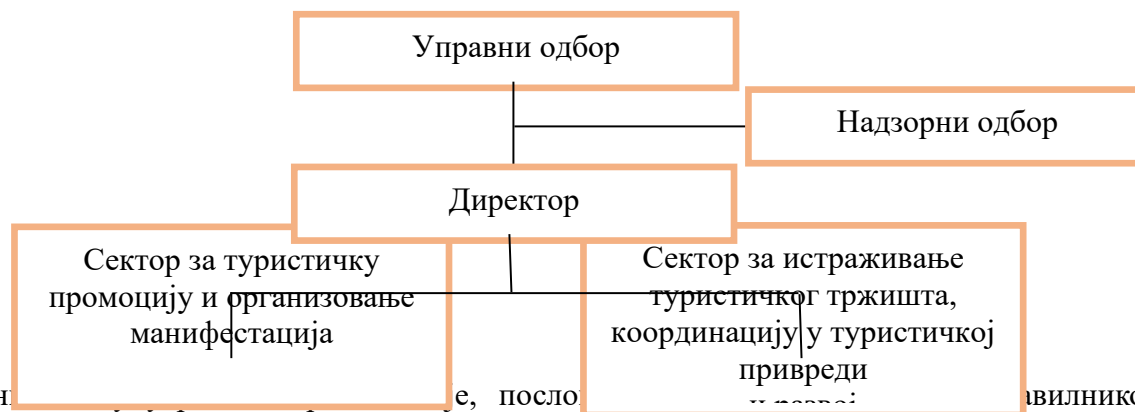 Управни одбор
Надзорни одбор
Директор
Сектор за туристичку
промоцију и организовање
манифестација
Сектор за истраживање
туристичког тржишта,
координацију у туристичкој
привреди
и развој